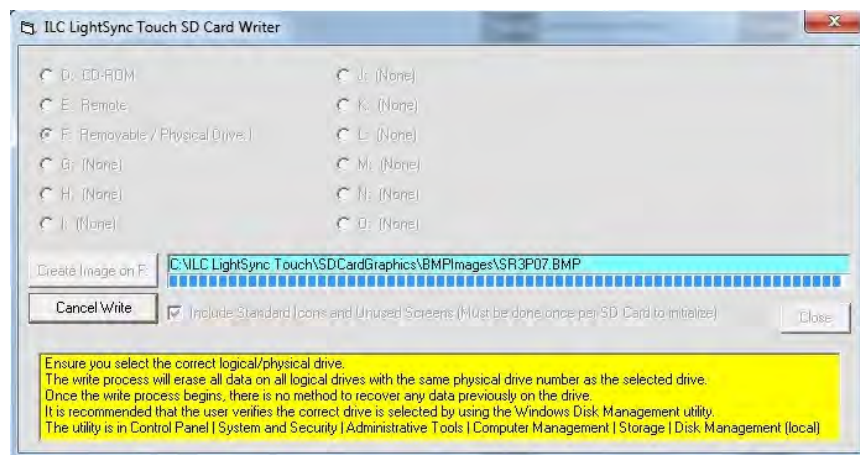 ILC LightSync Touch SD Card Writer
D: CD-ROM
E: Remote
F: Removable / Physical Drive 1
G: (None)
H: (None)
I: (None)
J: (None)
K: (None)
L: (None)
M: (None)
N: (None)
O: (None)
Create Image on F:
C:\ILC LightSync Touch\SDCardGraphics\BMPImages\SR3P07.BMP
Cancel Write
Include Standard Icons and Unused Screens (Must be done once per SD Card to initialize)
Close
Ensure you select the correct logical/physical drive.
The write process will erase all data on all logical drives with the same physical drive number as the selected drive.
Once the write process begins, there is no method to recover any data previously on the drive.
It is recommended that the user verifies the correct drive is selected by using the Windows Disk Management utility.
The utility is in Control Panel | System and Security | Administrative Tools | Computer Management | Storage | Disk Management (local)